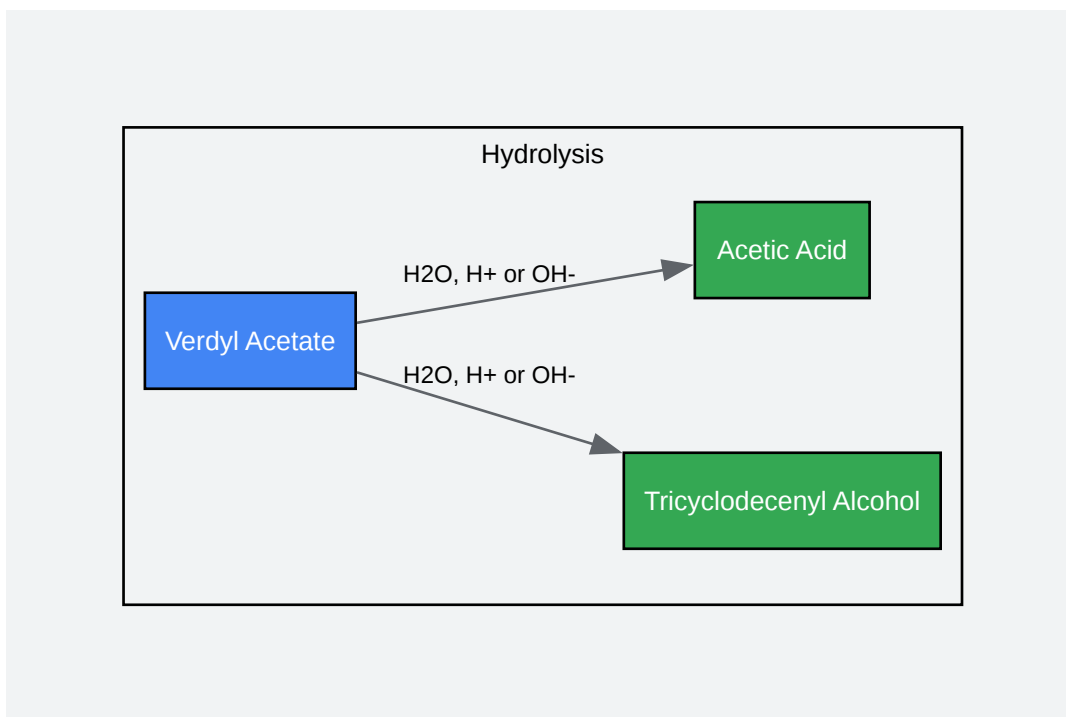 Hydrolysis
Acetic Acid
H2O, H+ or OH-
Verdyl Acetate
H2O, H+ or OH-
Tricyclodecenyl Alcohol